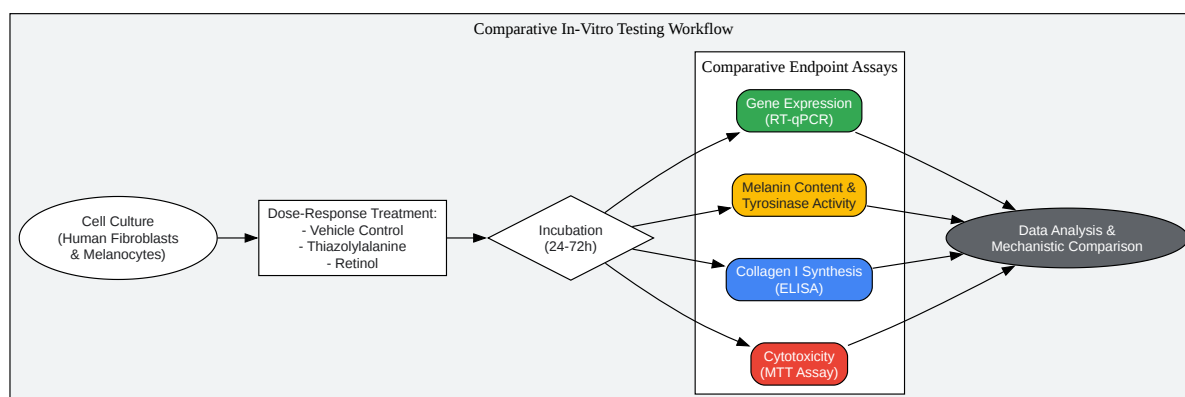 Comparative In-Vitro Testing Workflow
Cell Culture
(Human Fibroblasts
& Melanocytes)
Dose-Response Treatment:
- Vehicle Control
- Thiazolylalanine
- Retinol
Incubation
(24-72h)
Comparative Endpoint Assays
Gene Expression
(RT-qPCR)
Melanin Content &
Tyrosinase Activity
Collagen I Synthesis
(ELISA)
Cytotoxicity
(MTT Assay)
Data Analysis &
Mechanistic Comparison